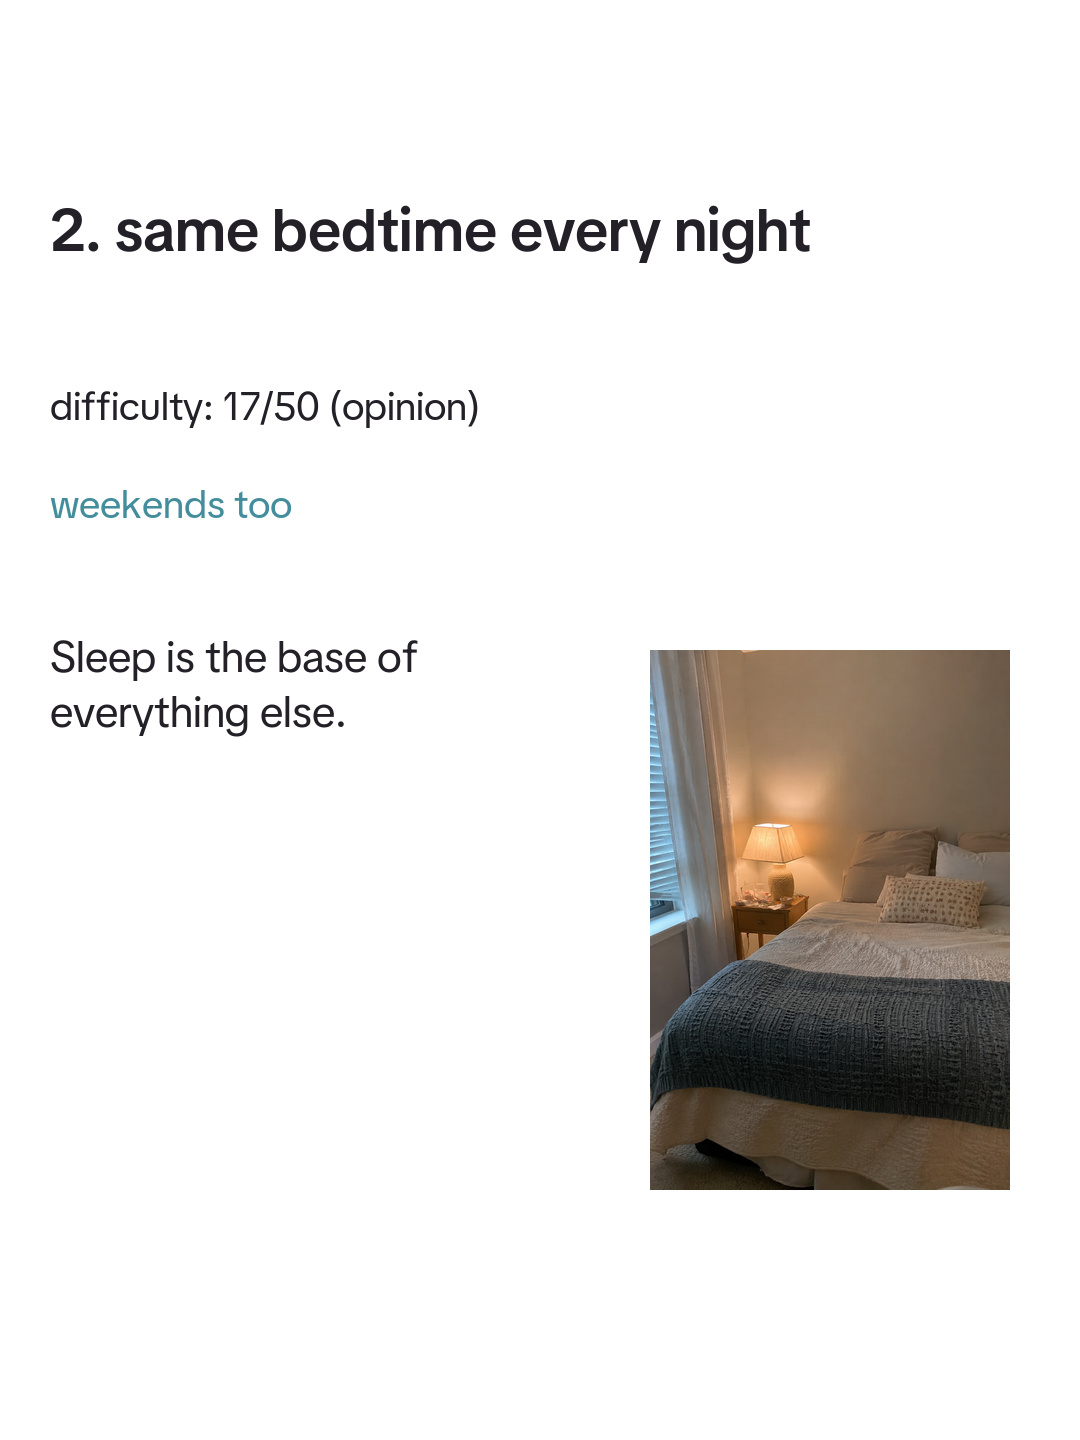 2. same bedtime every night
difficulty: 17/50 (opinion)
weekends too
Sleep is the base of
everything else.